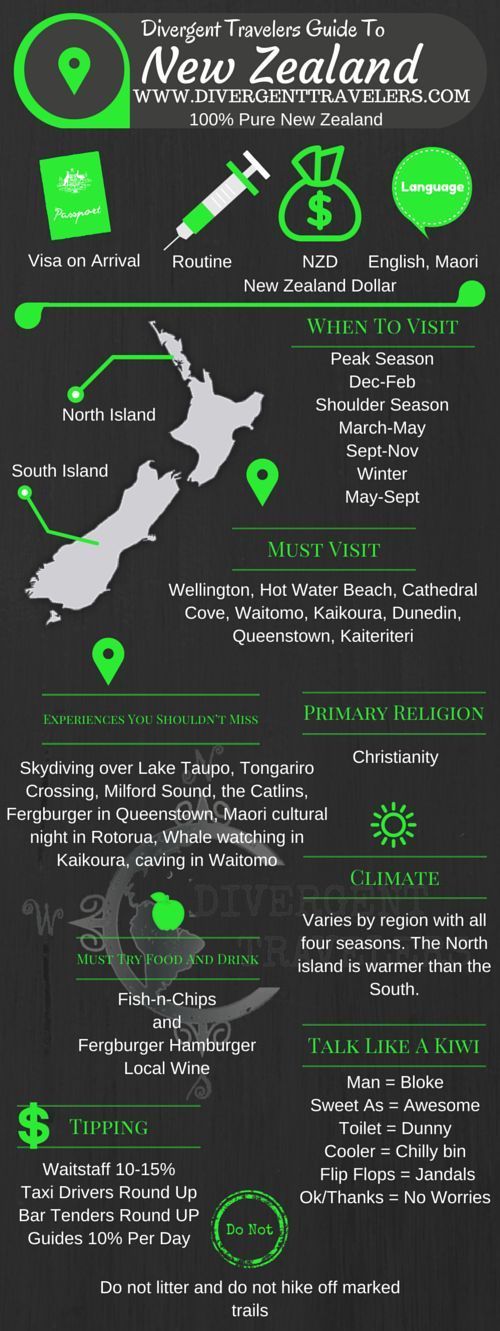 Divergent Travelers Guide To
New Zealand
WWW.DIVERGENTTRAVELERS.COM
100% Pure New Zealand
Passport
Language
Visa on Arrival
Routine
NZD
English, Maori
New Zealand Dollar
When To Visit
Peak Season
Dec-Feb
Shoulder Season
March-May
Sept-Nov
Winter
May-Sept
North Island
South Island
Must Visit
Wellington, Hot Water Beach, Cathedral
Cove, Waitomo, Kaikoura, Dunedin,
Queenstown, Kaiteriteri
Experiences You Shouldn't Miss
Skydiving over Lake Taupo, Tongariro
Crossing, Milford Sound, the Catlins,
Fergburger in Queenstown, Maori cultural
night in Rotorua, Whale watching in
Kaikoura, caving in Waitomo
Primary Religion
Christianity
Climate
Varies by region with all
four seasons. The North
island is warmer than the
South.
N
W
S
DIVERGENT
TRAVELERS
Must Try Food And Drink
Fish-n-Chips
and
Fergburger Hamburger
Local Wine
Talk Like A Kiwi
Man = Bloke
Sweet As = Awesome
Toilet = Dunny
Cooler = Chilly bin
Flip Flops = Jandals
Ok/Thanks = No Worries
$ Tipping
Waitstaff 10-15%
Taxi Drivers Round Up
Bar Tenders Round UP
Guides 10% Per Day
Do Not
Do not litter and do not hike off marked
trails